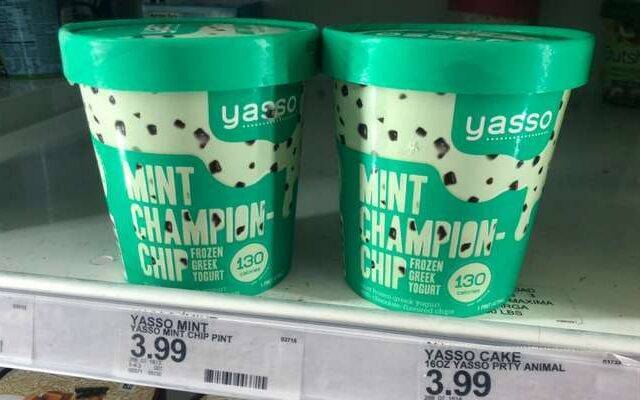 yasso
MINT
CHAMPION-
CHIP
FROZEN
GREEK
YOGURT
130
calories
yasso
MINT
CHAMPION-
CHIP
FROZEN
GREEK
YOGURT
130
calories
YASSO MINT
YASSO MINT CHIP PINT
3.99
YASSO CAKE
16OZ YASSO PRTY ANIMAL
3.99